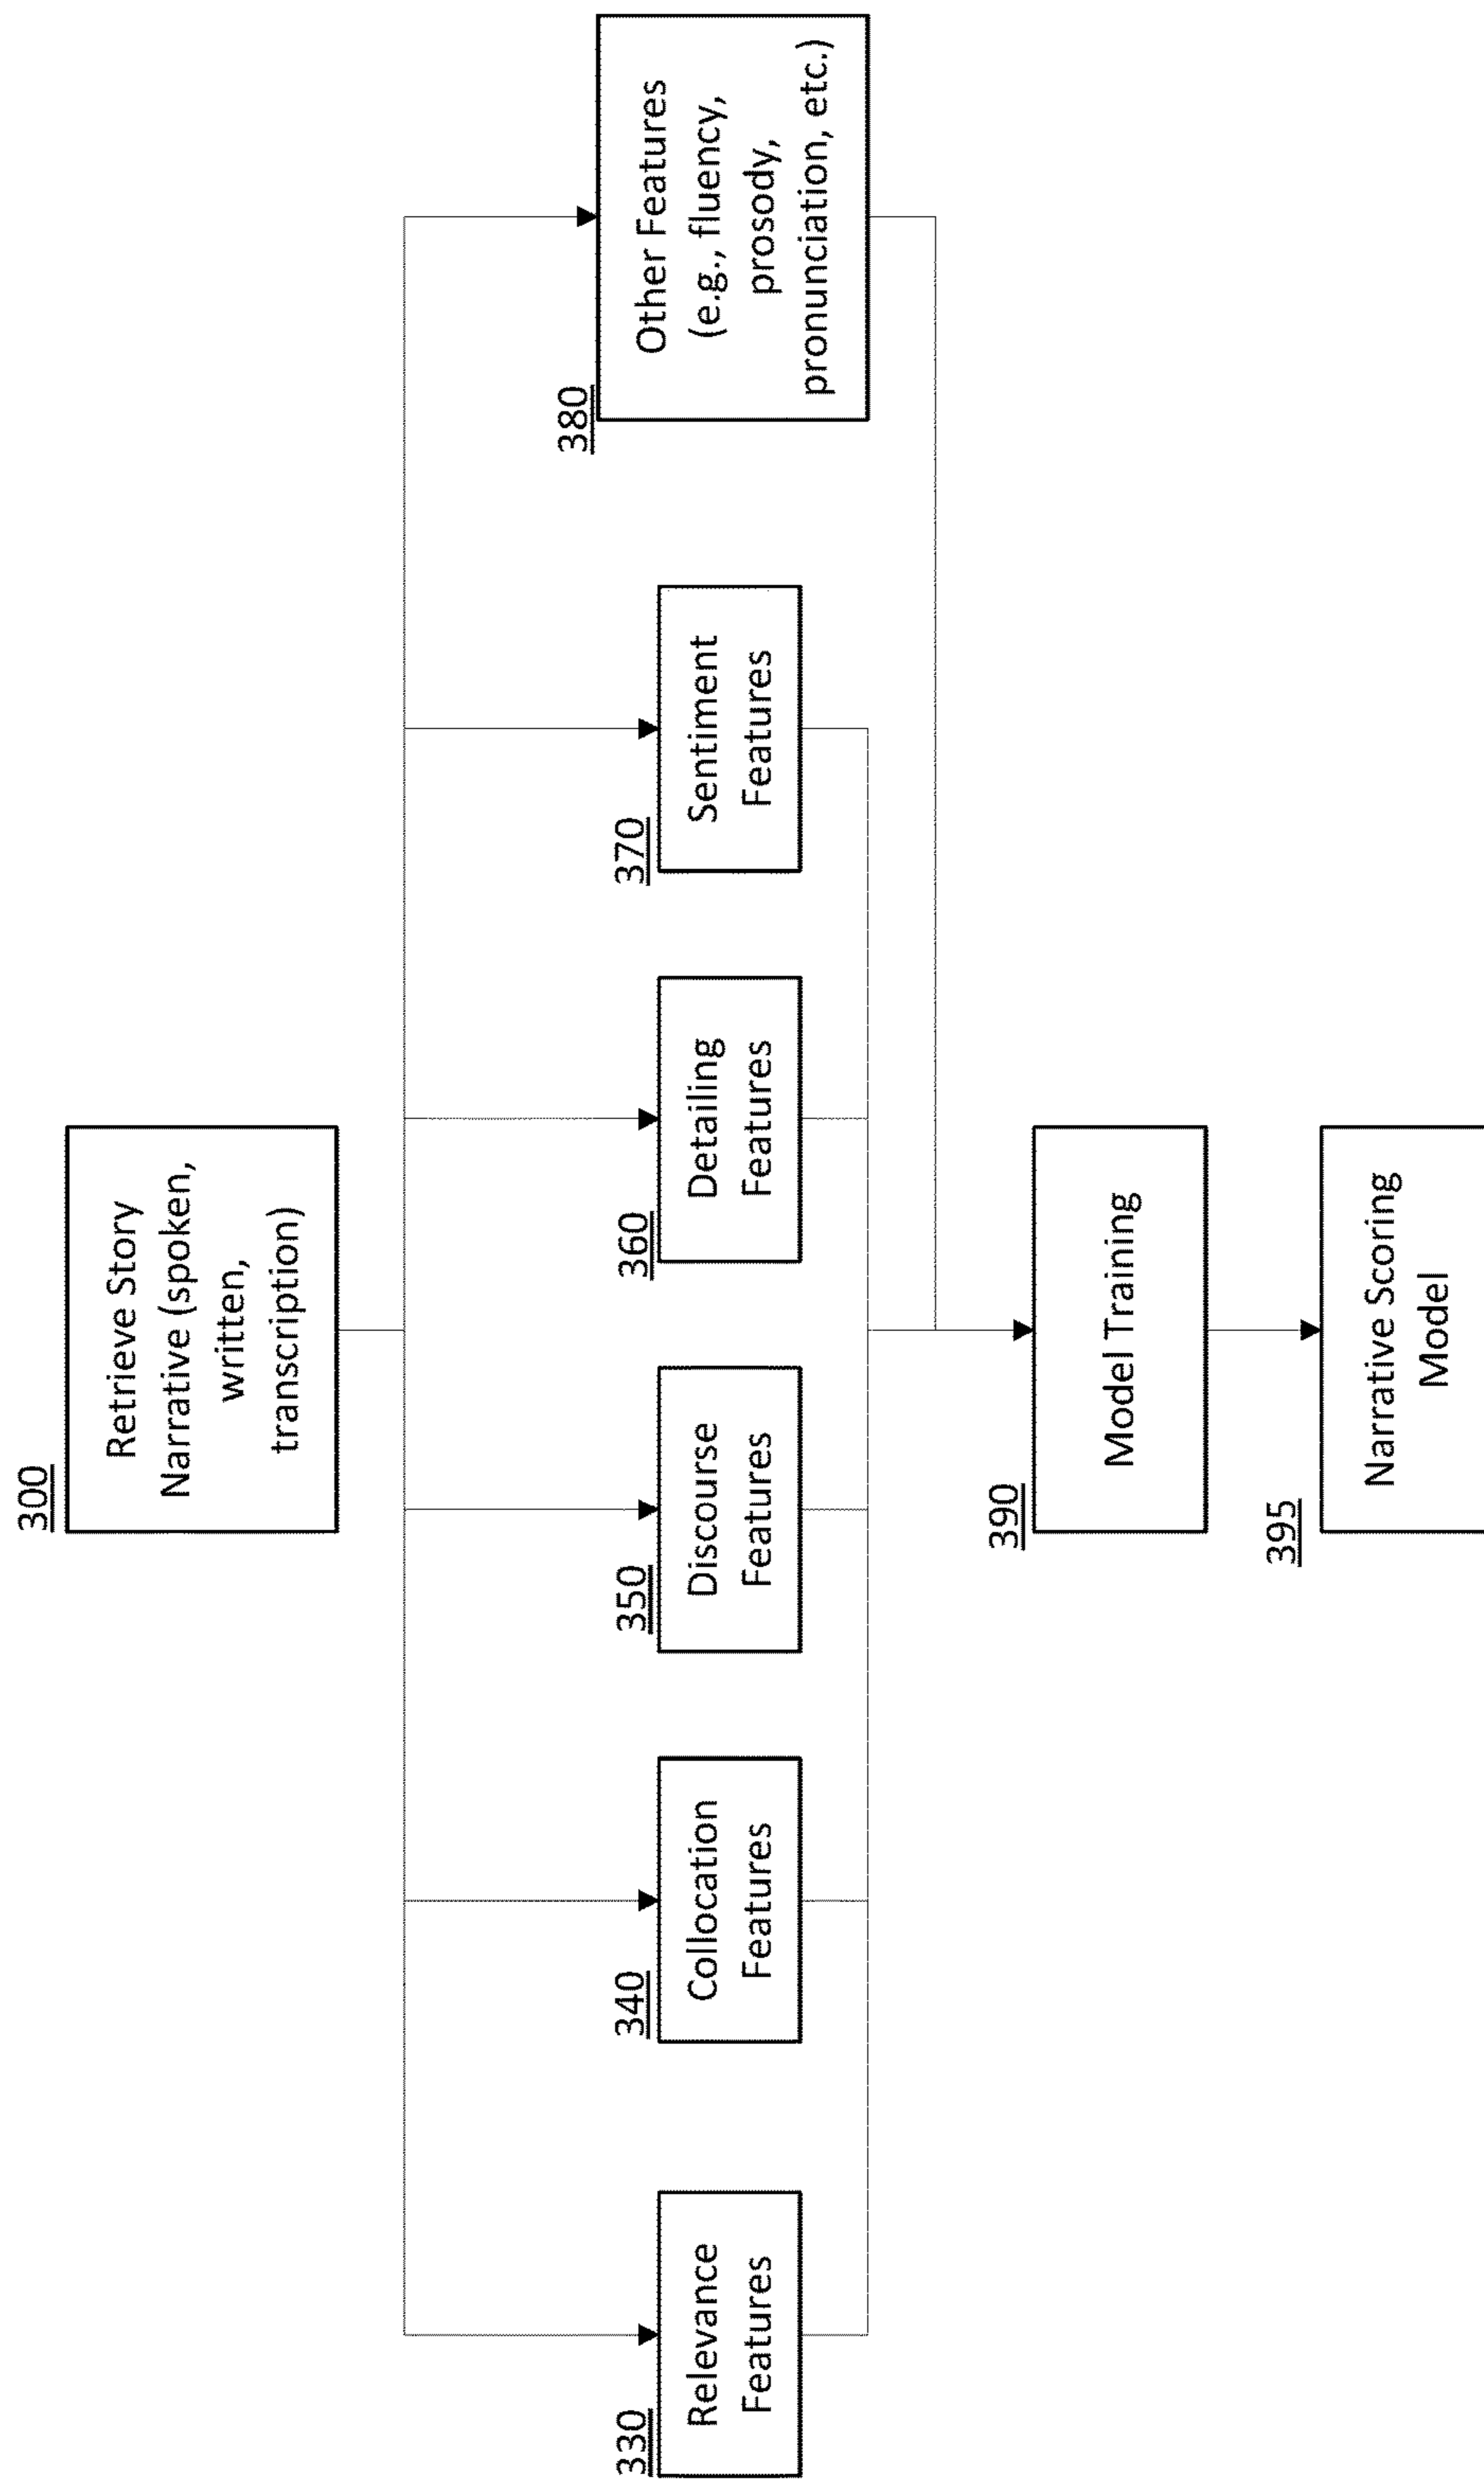 300
Retrieve Story
Narrative (spoken,
written,
transcription)
330
Relevance
Features
340
Collocation
Features
350
Discourse
Features
360
Detailing
Features
370
Sentiment
Features
380
Other Features
(e.g., fluency,
prosody,
pronunciation, etc.)
390
Model Training
395
Narrative Scoring
Model